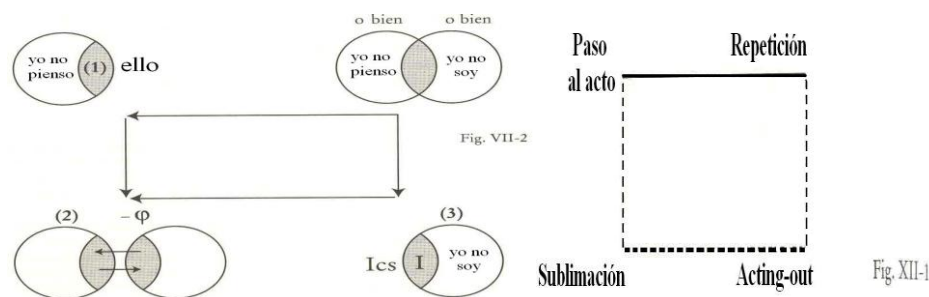 o bien o bien
yo no
pienso
(1) ello
yo no
pienso
yo no
soy
Fig. VII-2
(2) – φ (3)
Ics I
yo no
soy
Paso
al acto
Repetición
Sublimación
Acting-out
Fig. XII-1